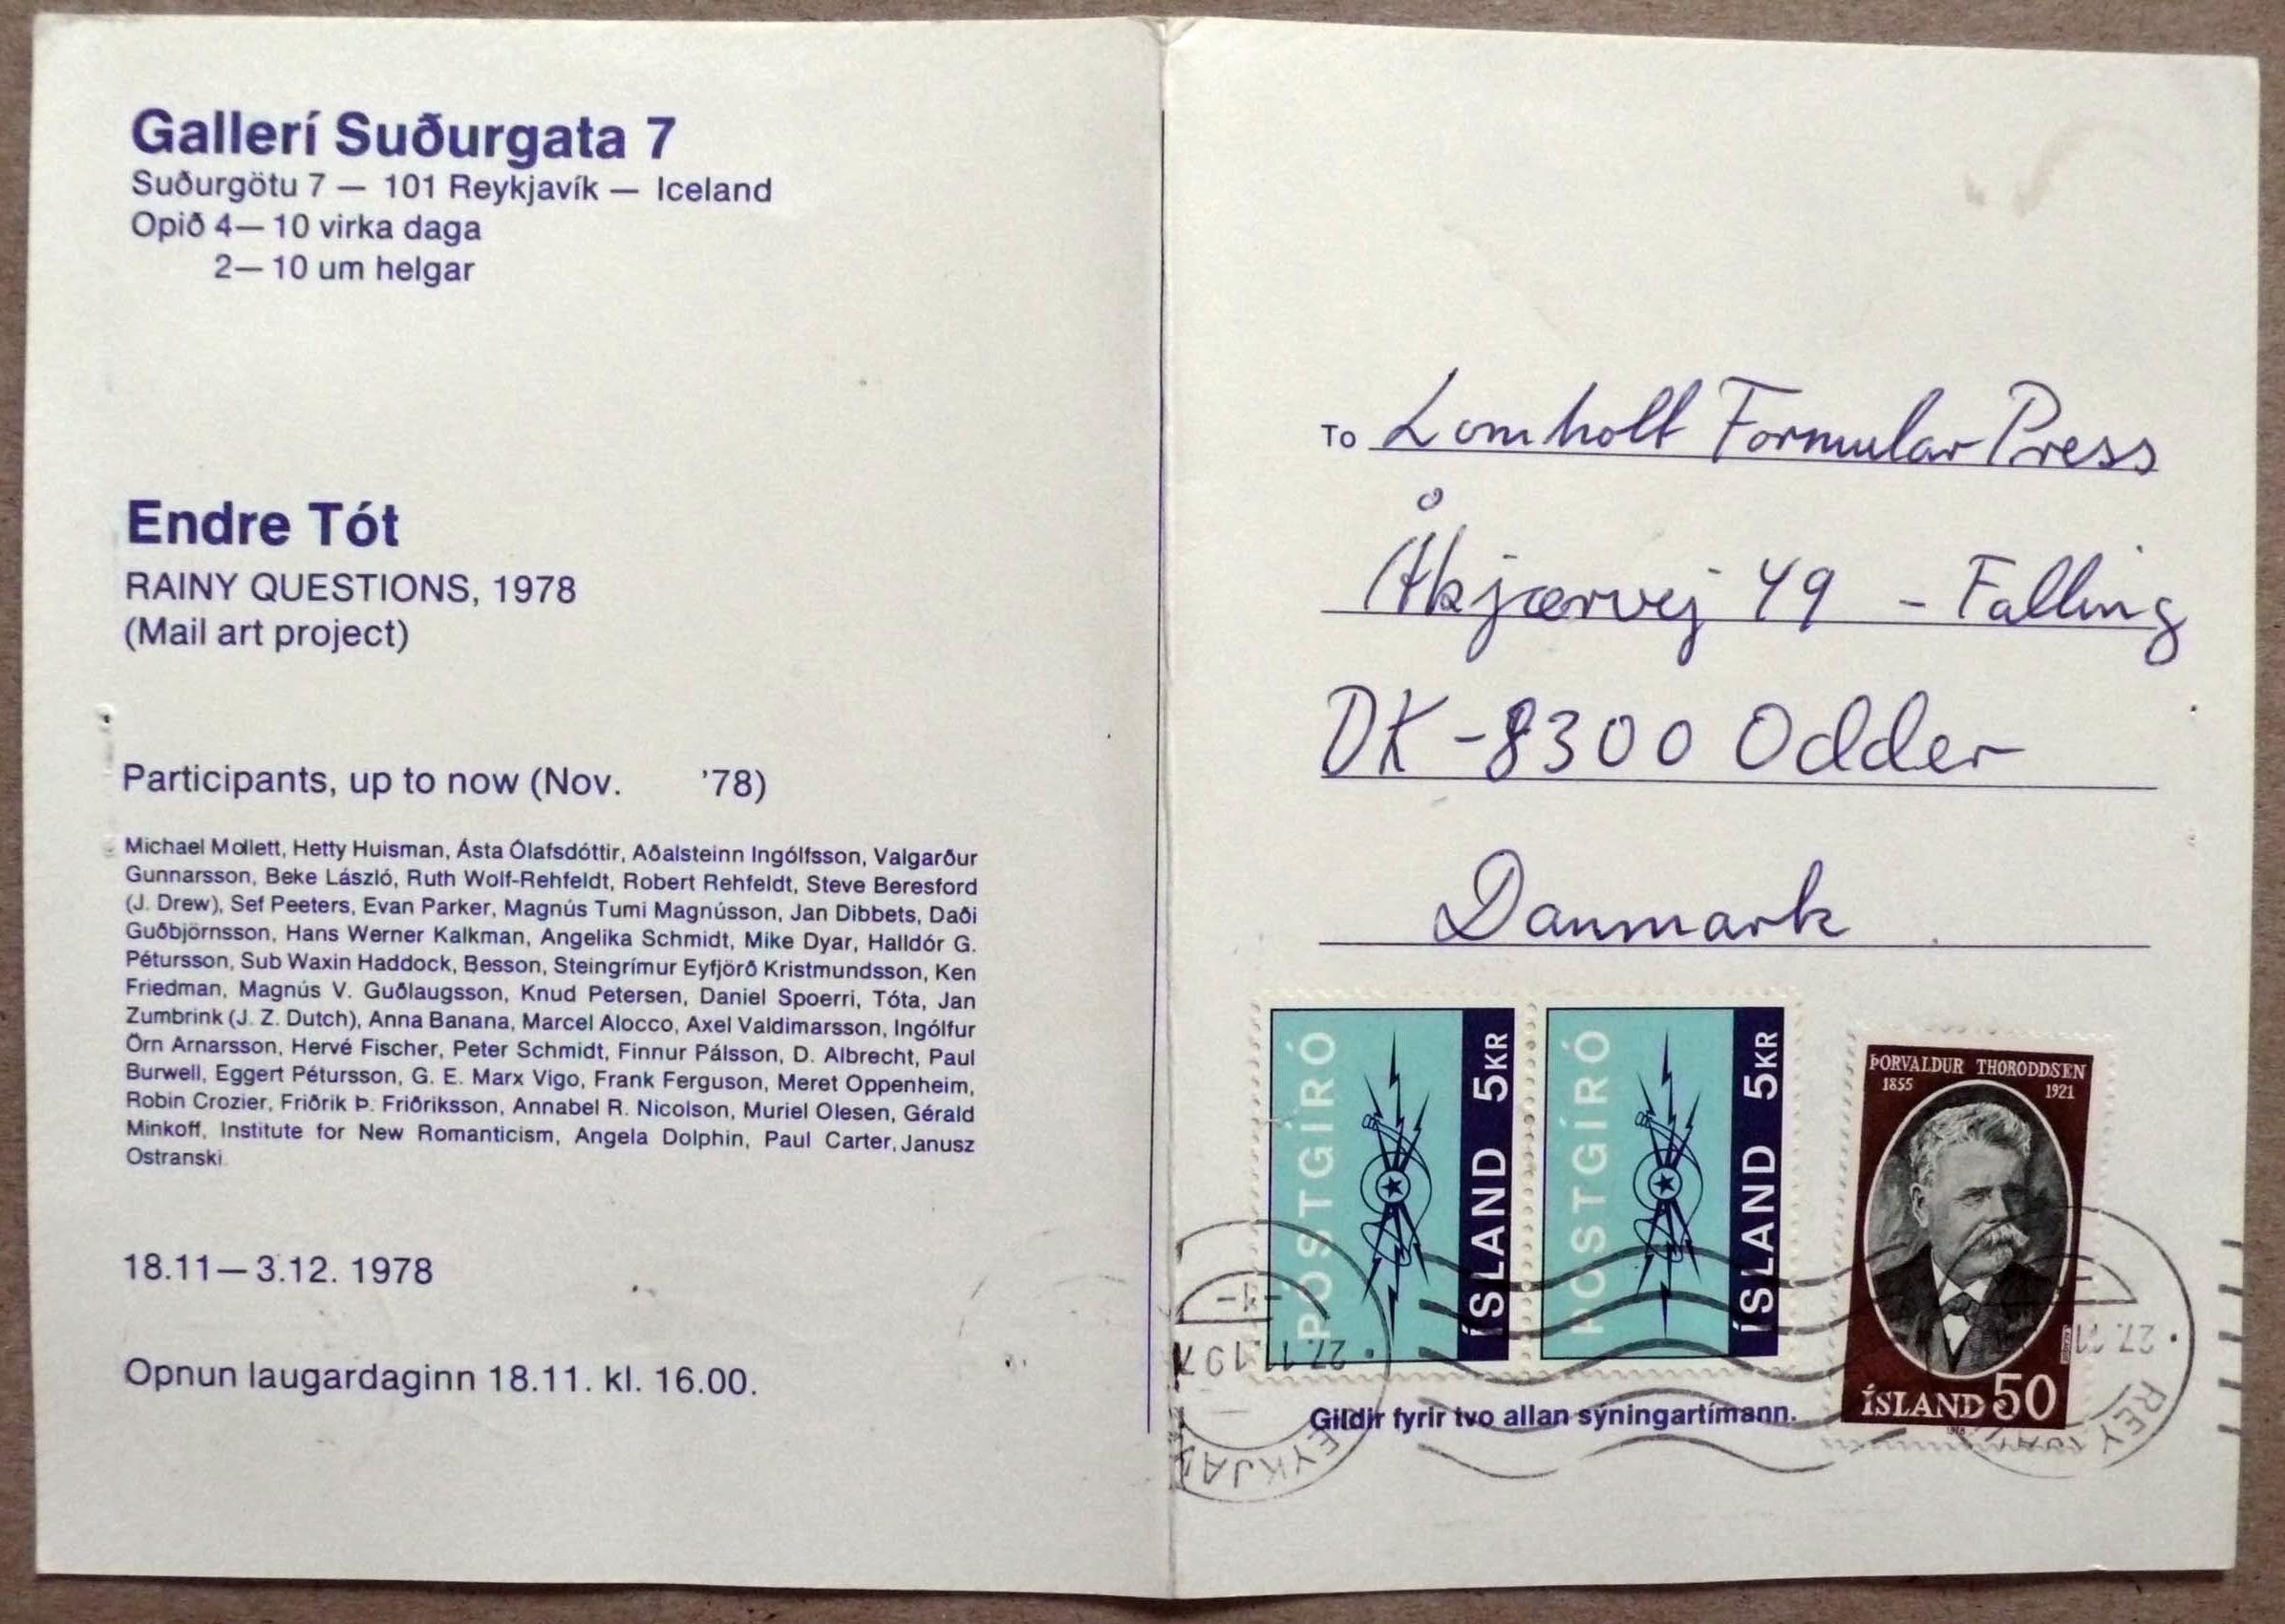 Gallerí Suðurgata 7
Suðurgötu 7 — 101 Reykjavík — Iceland
Opið 4—10 virka daga
2—10 um helgar
Endre Tót
RAINY QUESTIONS, 1978
(Mail art project)
Participants, up to now (Nov. '78)
Michael Mollett, Hetty Huisman, Ásta Ólafsdóttir, Aðalsteinn Ingólfsson, Valgarður
Gunnarsson, Beke László, Ruth Wolf-Rehfeldt, Robert Rehfeldt, Steve Beresford
(J. Drew), Sef Peeters, Evan Parker, Magnús Tumi Magnússon, Jan Dibbets, Daði
Guðbjörnsson, Hans Werner Kalkman, Angelika Schmidt, Mike Dyar, Halldór G.
Pétursson, Sub Waxin Haddock, Besson, Steingrímur Eyfjörð Kristmundsson, Ken
Friedman, Magnús V. Guðlaugsson, Knud Petersen, Daniel Spoerri, Tóta, Jan
Zumbrink (J. Z. Dutch), Anna Banana, Marcel Alocco, Axel Valdimarsson, Ingólfur
Örn Arnarsson, Hervé Fischer, Peter Schmidt, Finnur Pálsson, D. Albrecht, Paul
Burwell, Eggert Pétursson, G. E. Marx Vigo, Frank Ferguson, Meret Oppenheim,
Robin Crozier, Friðrik Þ. Friðriksson, Annabel R. Nicolson, Muriel Olesen, Gérald
Minkoff, Institute for New Romanticism, Angela Dolphin, Paul Carter, Janusz
Ostranski.
18.11—3.12. 1978
Opnun laugardaginn 18.11. kl. 16.00.
To Lomholt Formular Press
Åkjærvej 49 - Falling
DK-8300 Odder
Danmark
PÓSTGÍRÓ
ÍSLAND 5KR
PÓSTGÍRÓ
ÍSLAND 5KR
ÞORVALDUR THORODDSEN
1855 1921
ÍSLAND 50
Gildir fyrir tvo allan sýningartímann.
27.11.197
EYKJA
27.11
REY